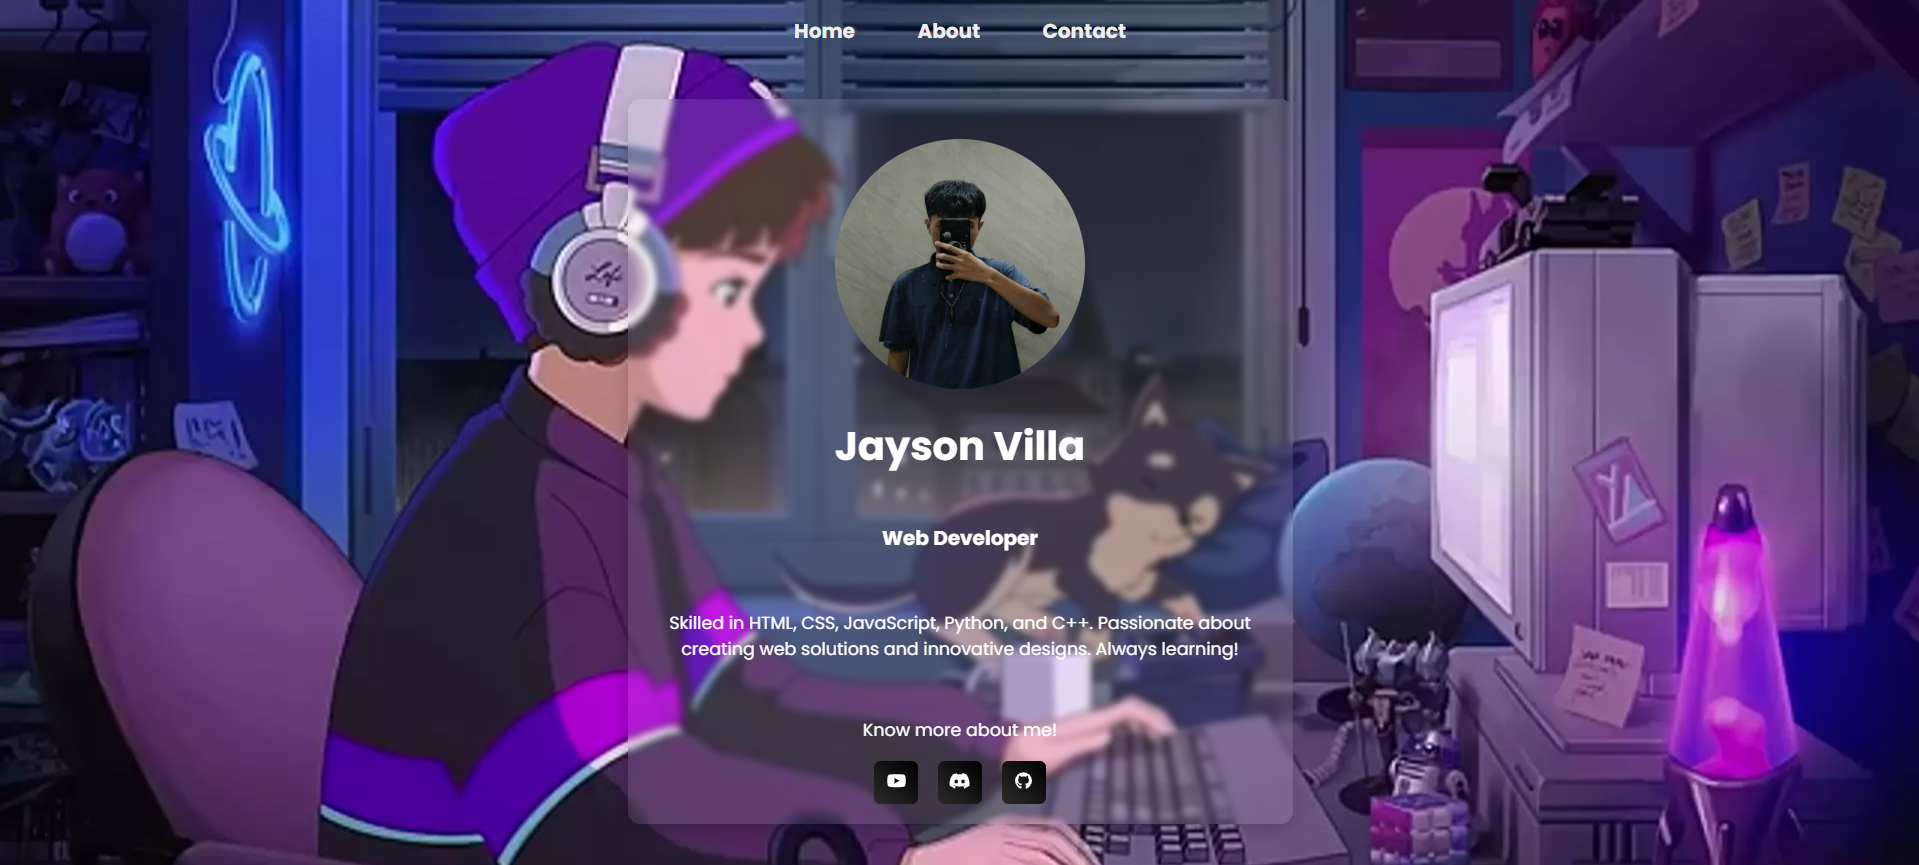 Home About Contact
Lofi
Jayson Villa
Web Developer
Skilled in HTML, CSS, JavaScript, Python, and C++. Passionate about
creating web solutions and innovative designs. Always learning!
Know more about me!